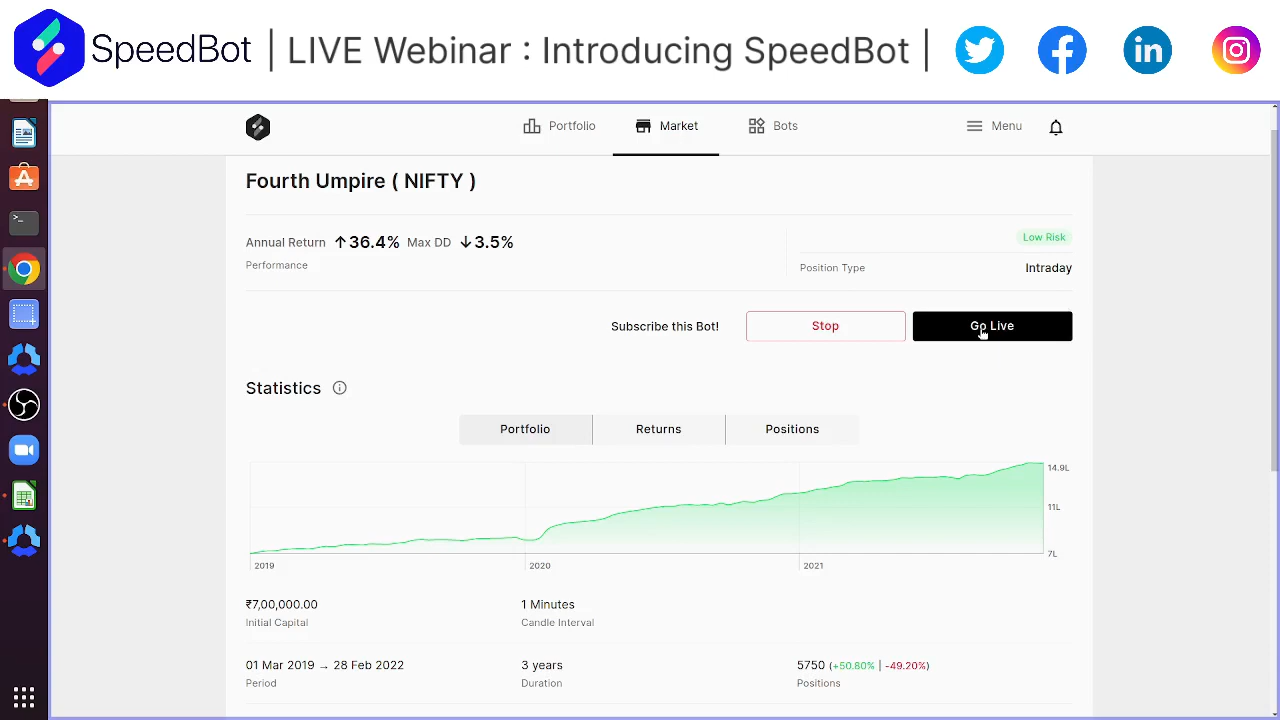 SpeedBot | LIVE Webinar : Introducing SpeedBot |
Portfolio Market Bots Menu
Fourth Umpire ( NIFTY )
Annual Return ↑36.4% Max DD ↓3.5%
Performance
Low Risk
Position Type Intraday
Subscribe this Bot! Stop Go Live
Statistics
Portfolio Returns Positions
14.9L
11L
7L
2019 2020 2021
₹7,00,000.00 1 Minutes
Initial Capital Candle Interval
01 Mar 2019 → 28 Feb 2022 3 years 5750 (+50.80% | -49.20%)
Period Duration Positions